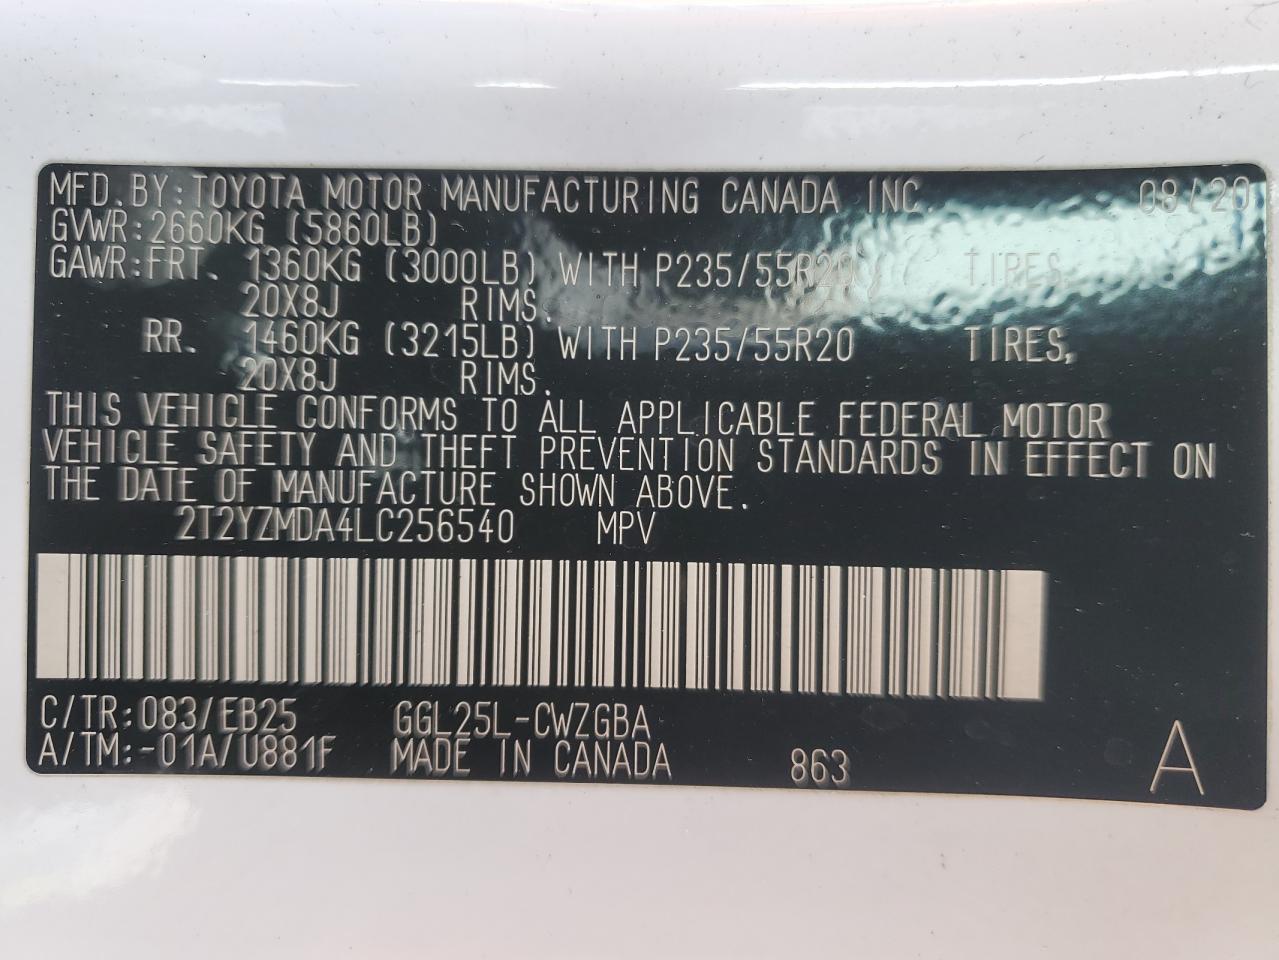 MFD.BY:TOYOTA MOTOR MANUFACTURING CANADA INC. 08/20
GVWR:2660KG (5860LB)
GAWR:FRT. 1360KG (3000LB) WITH P235/55R20 TIRES,
20X8J RIMS.
RR. 1460KG (3215LB) WITH P235/55R20 TIRES,
20X8J RIMS.
THIS VEHICLE CONFORMS TO ALL APPLICABLE FEDERAL MOTOR
VEHICLE SAFETY AND THEFT PREVENTION STANDARDS IN EFFECT ON
THE DATE OF MANUFACTURE SHOWN ABOVE.
2T2YZMDA4LC256540 MPV
C/TR:083/EB25 GGL25L-CWZGBA
A/TM:-01A/U881F MADE IN CANADA 863 A